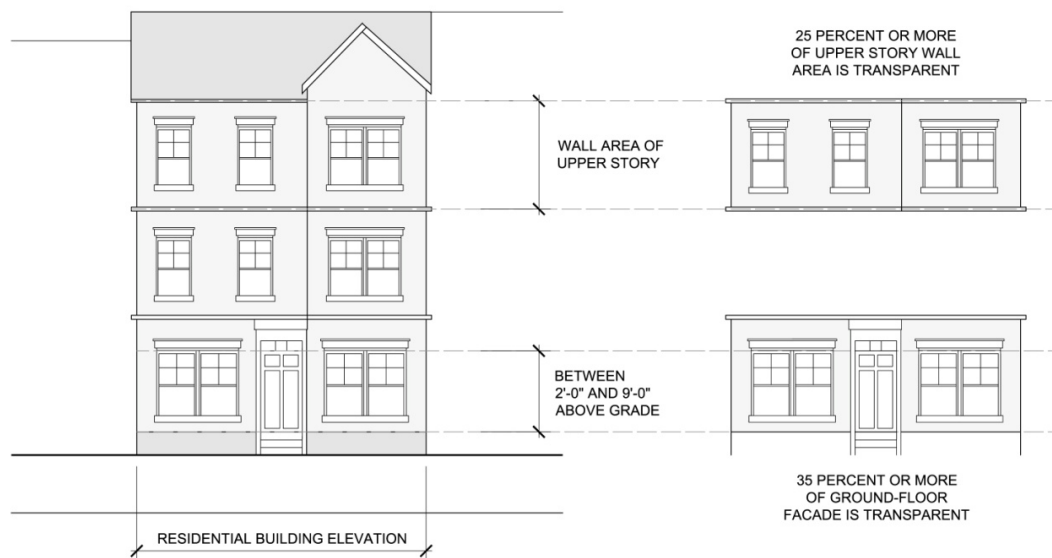 25 PERCENT OR MORE
OF UPPER STORY WALL
AREA IS TRANSPARENT
WALL AREA OF
UPPER STORY
BETWEEN
2'-0" AND 9'-0"
ABOVE GRADE
35 PERCENT OR MORE
OF GROUND-FLOOR
FACADE IS TRANSPARENT
RESIDENTIAL BUILDING ELEVATION